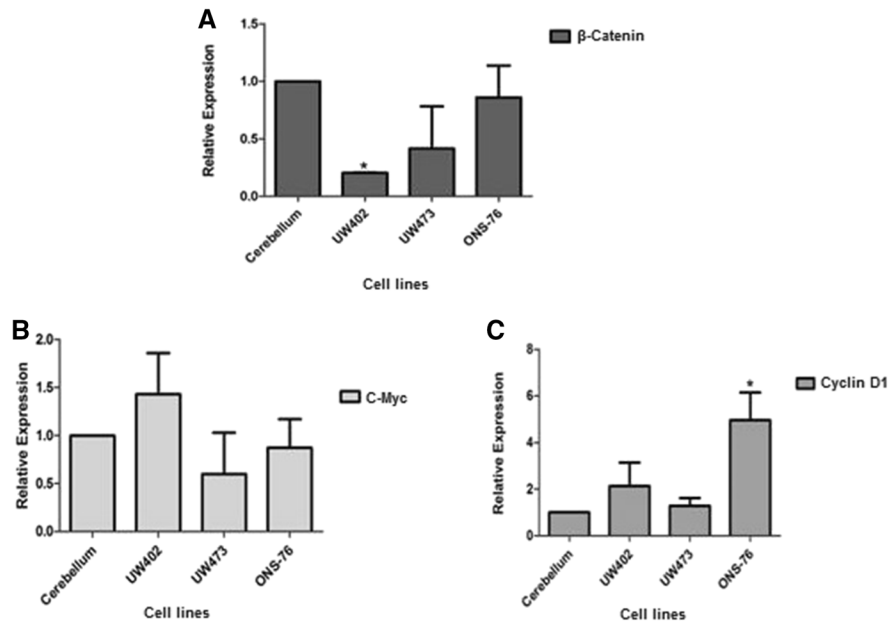 A
β-Catenin
Relative Expression
1.5
1.0
0.5
0.0
*
Cerebellum
UW402
UW473
ONS-76
Cell lines
B
C-Myc
Relative Expression
2.0
1.5
1.0
0.5
0.0
Cerebellum
UW402
UW473
ONS-76
Cell lines
C
Cyclin D1
Relative Expression
8
6
4
2
0
*
Cerebellum
UW402
UW473
ONS-76
Cell lines